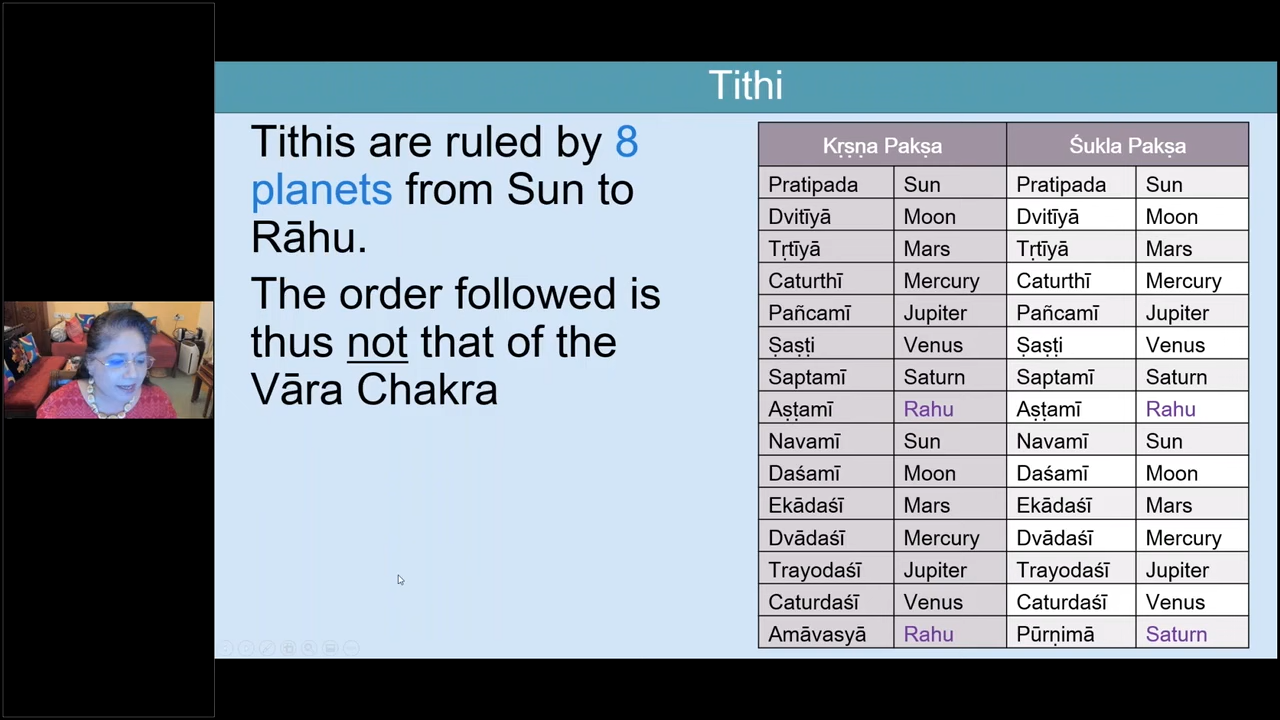 Tithi
Tithis are ruled by 8
planets from Sun to
Rāhu.
The order followed is
thus not that of the
Vāra Chakra
Kṛṣṇa Pakṣa Śukla Pakṣa
Pratipada Sun Pratipada Sun
Dvitīyā Moon Dvitīyā Moon
Tṛtīyā Mars Tṛtīyā Mars
Caturthī Mercury Caturthī Mercury
Pañcamī Jupiter Pañcamī Jupiter
Ṣaṣṭi Venus Ṣaṣṭi Venus
Saptamī Saturn Saptamī Saturn
Aṣṭamī Rahu Aṣṭamī Rahu
Navamī Sun Navamī Sun
Daśamī Moon Daśamī Moon
Ekādaśī Mars Ekādaśī Mars
Dvādaśī Mercury Dvādaśī Mercury
Trayodaśī Jupiter Trayodaśī Jupiter
Caturdaśī Venus Caturdaśī Venus
Amāvasyā Rahu Pūrṇimā Saturn